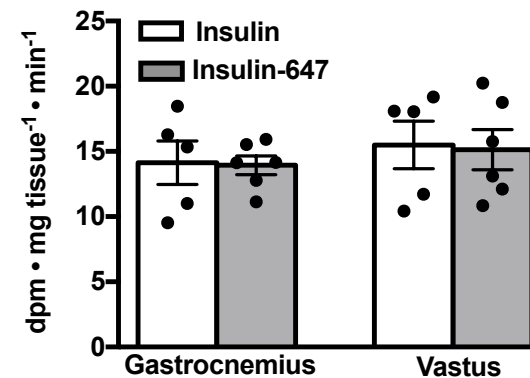 dpm • mg tissue⁻¹ • min⁻¹
25
20
15
10
5
0
Insulin
Insulin-647
Gastrocnemius
Vastus